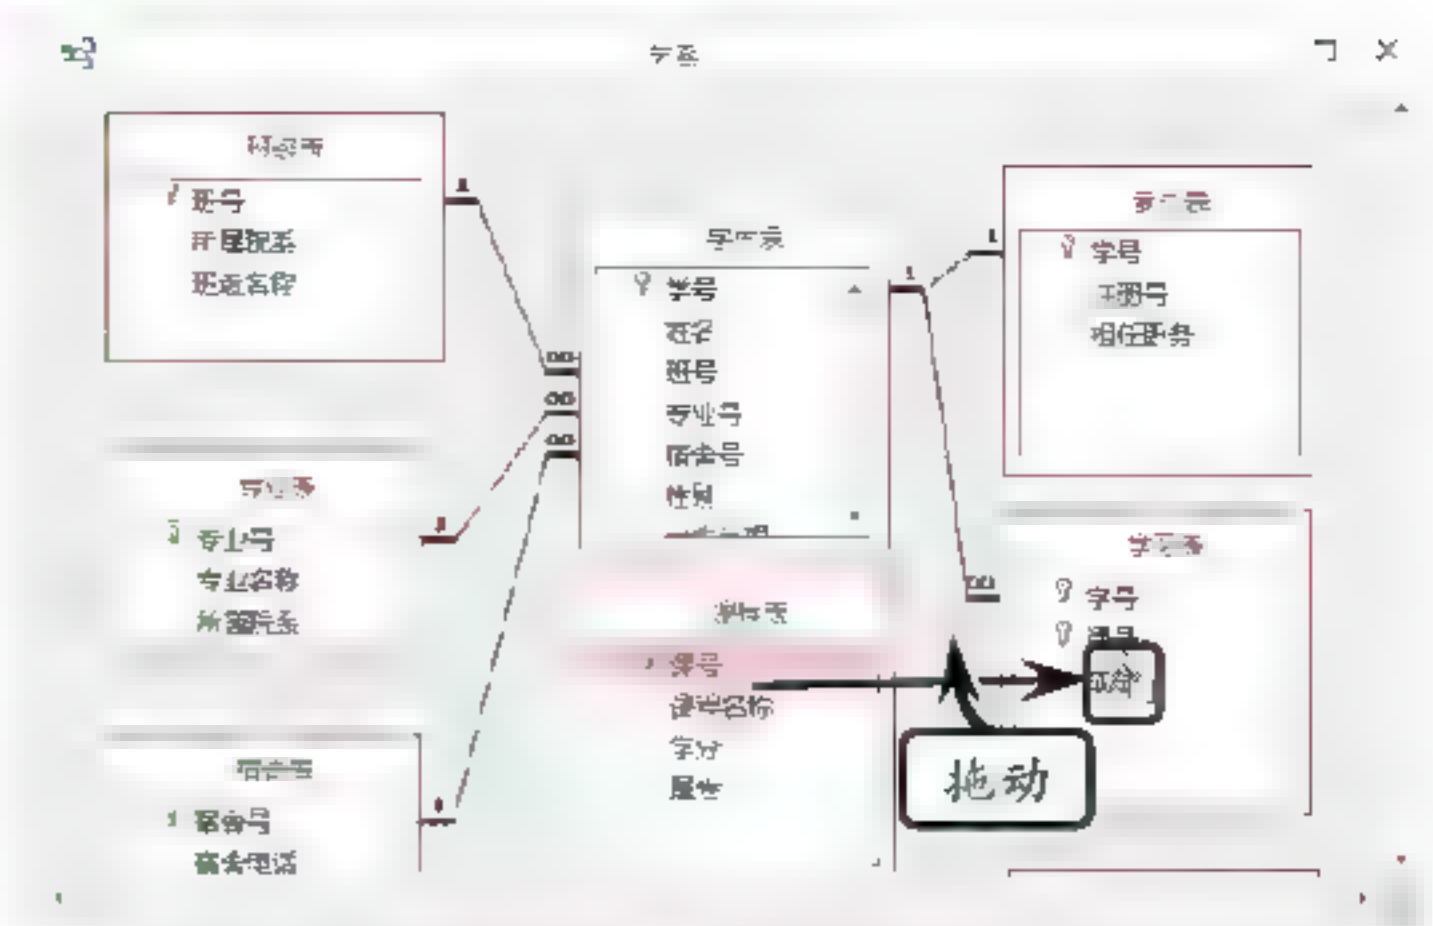 关系
班级表
班号
所属院系
班级名称
学生表
学号
姓名
班号
专业号
宿舍号
性别
学号
担任职务
专业表
专业号
专业名称
所属院系
学习表
学号
课号
成绩
课程表
课号
课程名称
学分
属性
拖动
宿舍表
宿舍号
宿舍电话